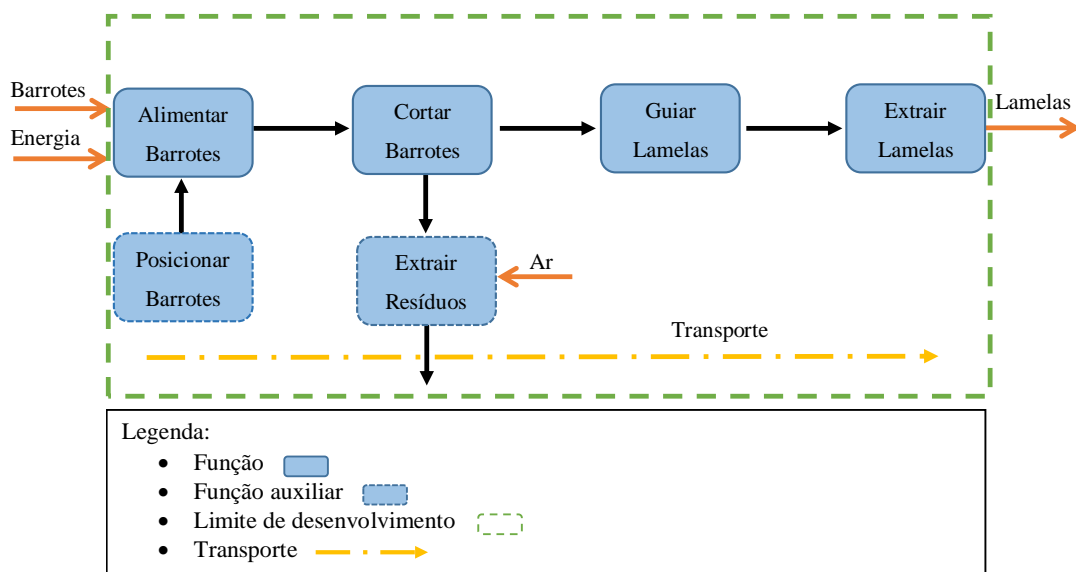 Barrotes
Energia
Alimentar
Barrotes
Cortar
Barrotes
Guiar
Lamelas
Extrair
Lamelas
Lamelas
Posicionar
Barrotes
Extrair
Resíduos
Ar
Transporte
Legenda:
• Função
• Função auxiliar
• Limite de desenvolvimento
• Transporte